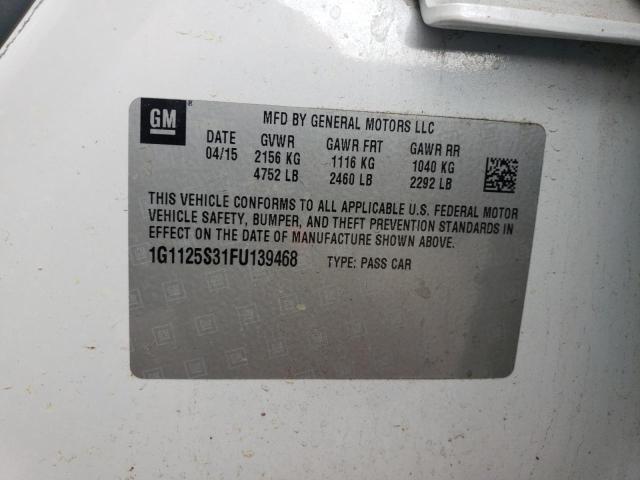 GM ®
MFD BY GENERAL MOTORS LLC
DATE GVWR GAWR FRT GAWR RR
04/15 2156 KG 1116 KG 1040 KG
4752 LB 2460 LB 2292 LB
THIS VEHICLE CONFORMS TO ALL APPLICABLE U.S. FEDERAL MOTOR
VEHICLE SAFETY, BUMPER, AND THEFT PREVENTION STANDARDS IN
EFFECT ON THE DATE OF MANUFACTURE SHOWN ABOVE.
1G1125S31FU139468 TYPE: PASS CAR